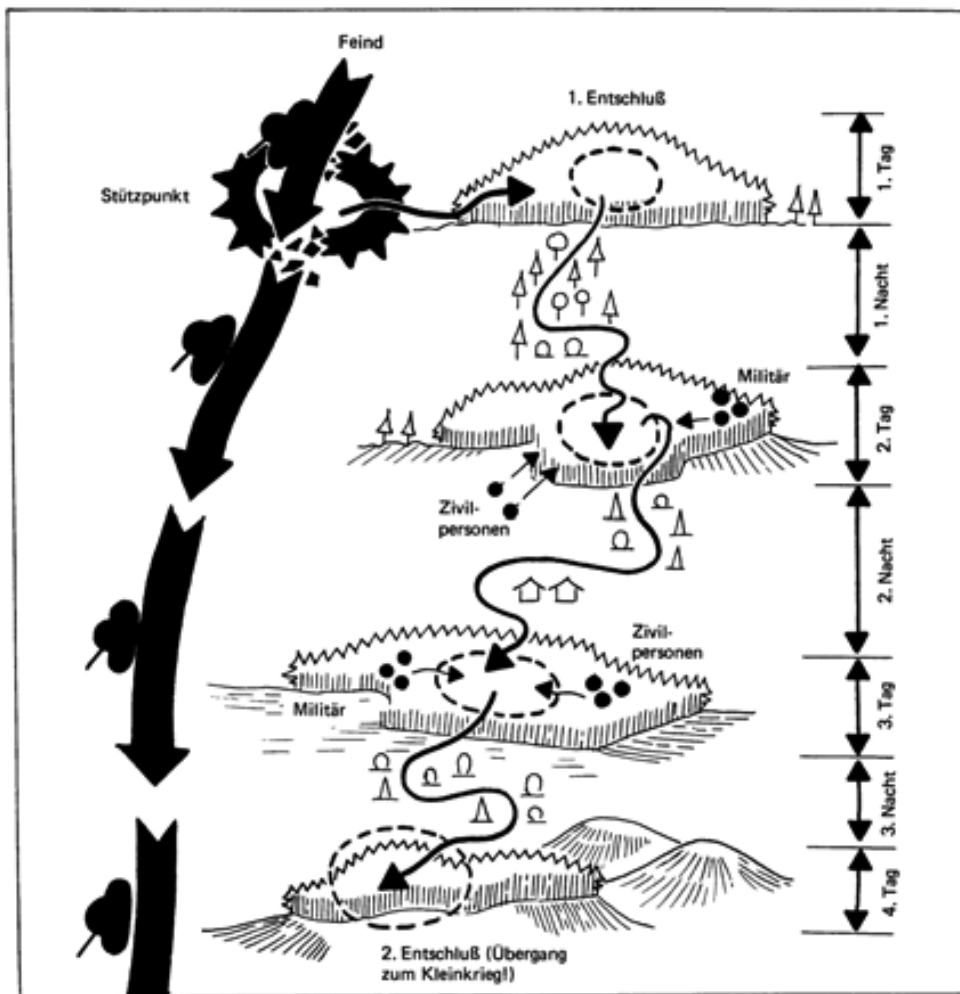 Feind
1. Entschluß
Stützpunkt
1. Tag
1. Nacht
Militär
2. Tag
Zivil-
personen
2. Nacht
Zivil-
personen
Militär
3. Tag
3. Nacht
4. Tag
2. Entschluß (Übergang
zum Kleinkrieg!)